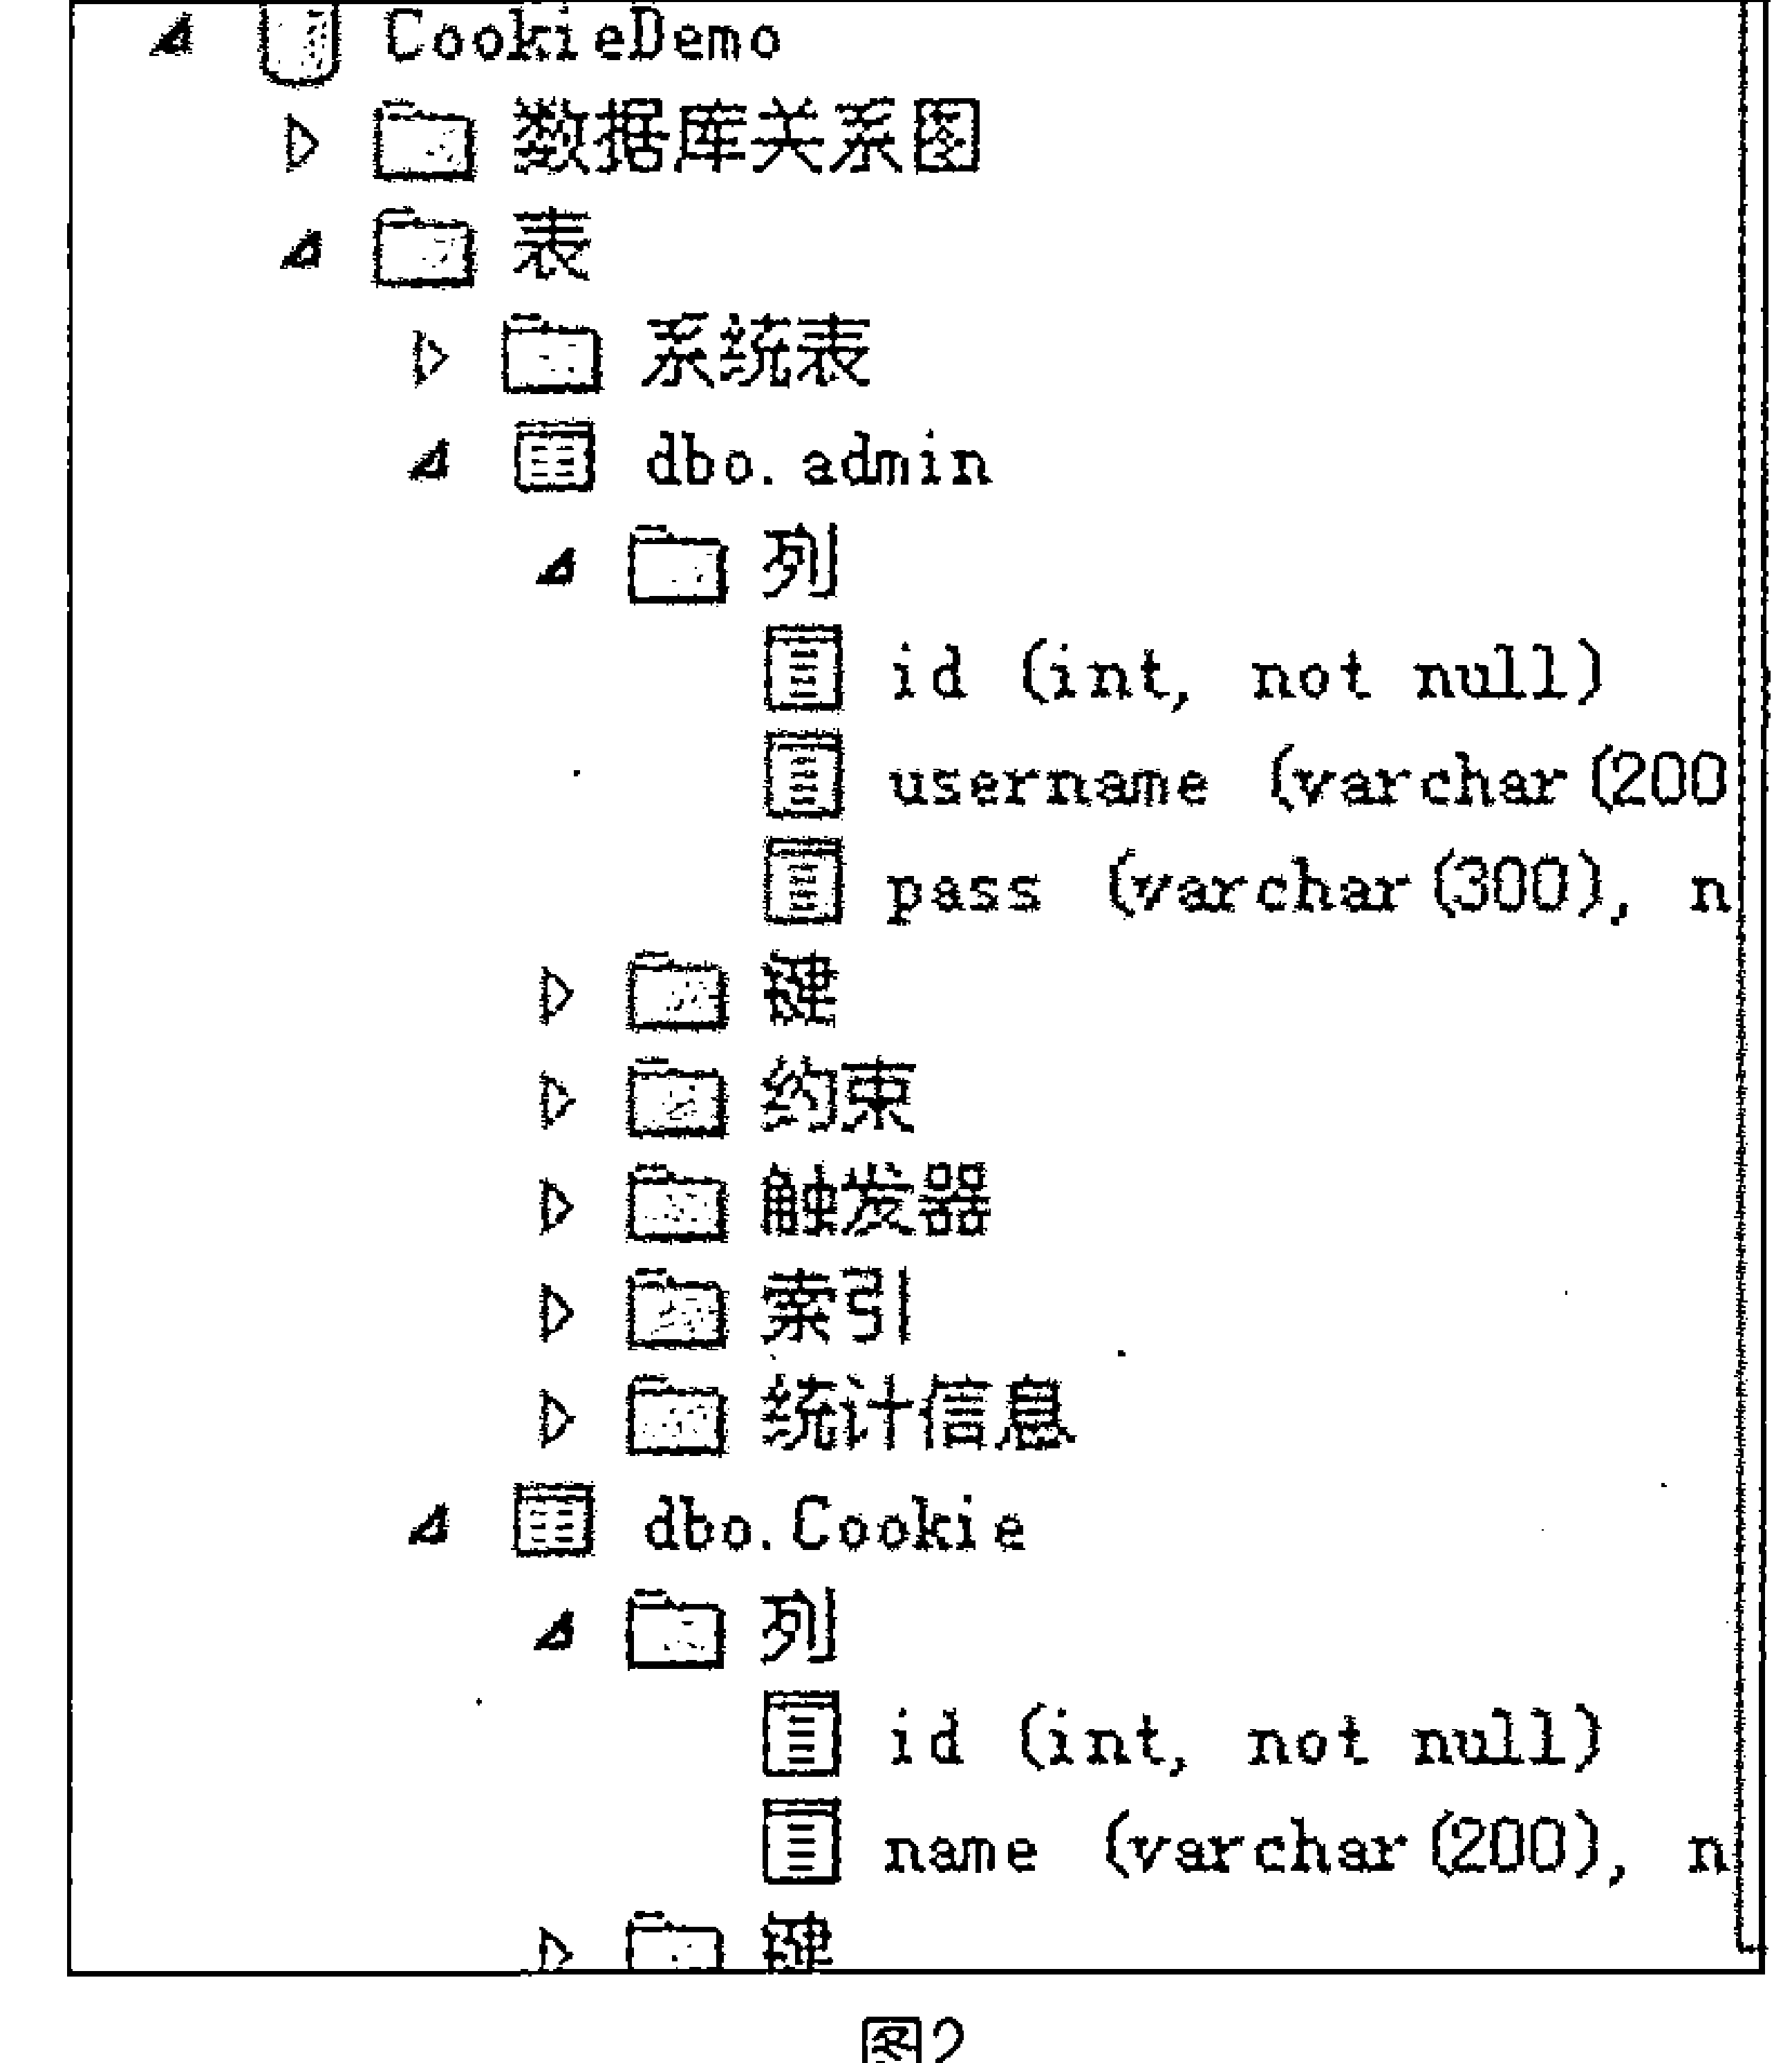 CookieDemo
数据库关系图
表
系统表
dbo.admin
列
id (int, not null)
username (varchar(200
pass (varchar(300), n
键
约束
触发器
索引
统计信息
dbo.Cookie
列
id (int, not null)
name (varchar(200), n
键
图2